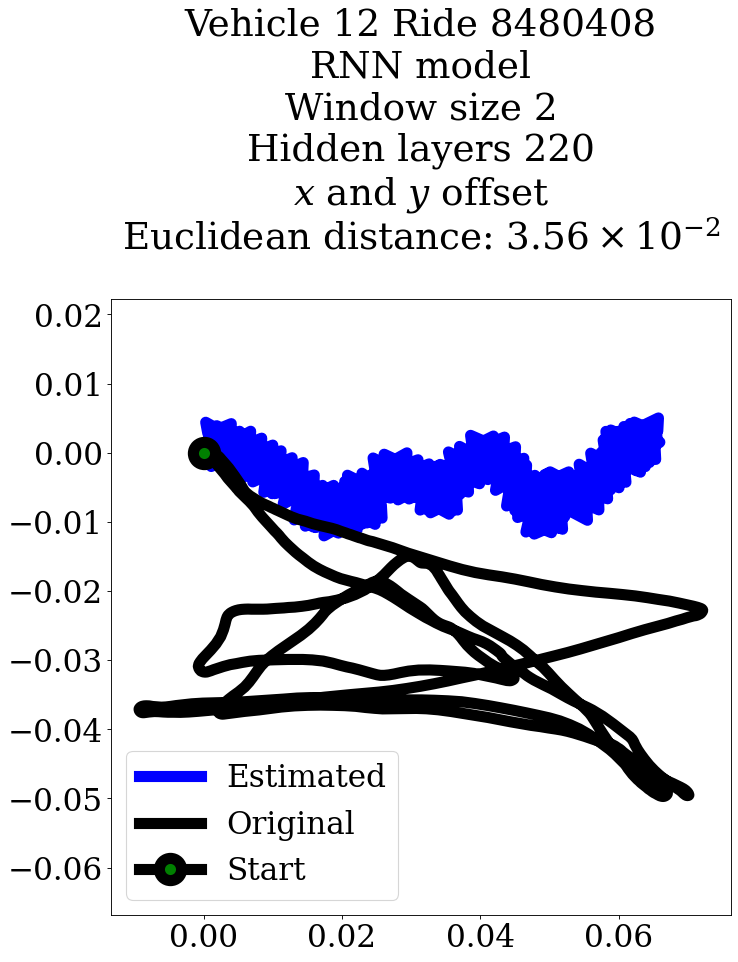 Vehicle 12 Ride 8480408
RNN model
Window size 2
Hidden layers 220
x and y offset
Euclidean distance: 3.56 × 10⁻²
0.02
0.01
0.00
−0.01
−0.02
−0.03
−0.04
−0.05
−0.06
Estimated
Original
Start
0.00 0.02 0.04 0.06